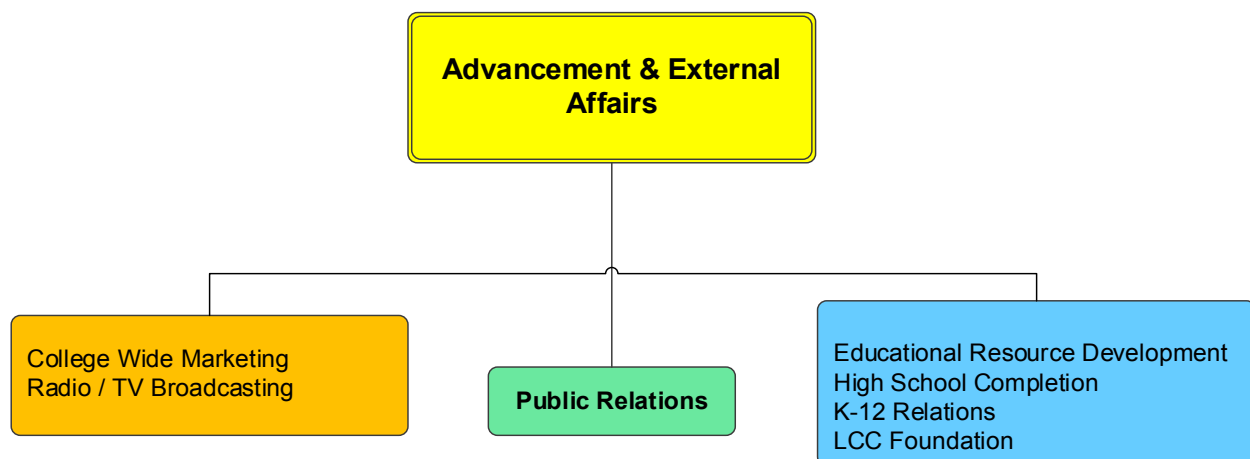 Advancement & External
Affairs
College Wide Marketing
Radio / TV Broadcasting
Public Relations
Educational Resource Development
High School Completion
K-12 Relations
LCC Foundation